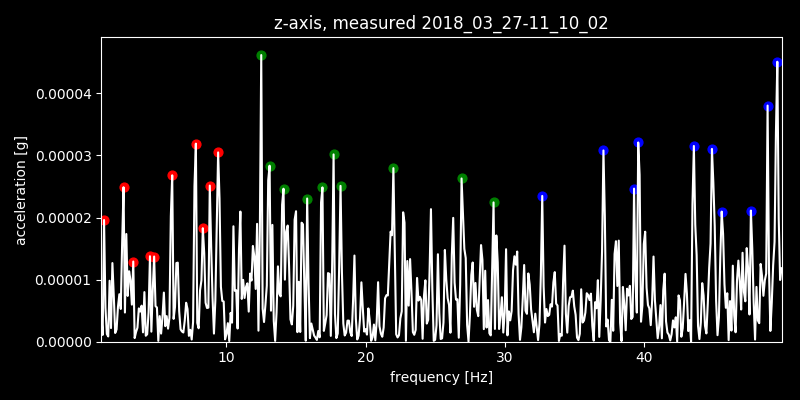 z-axis, measured 2018_03_27-11_10_02
acceleration [g]
0.00004
0.00003
0.00002
0.00001
0.00000
10 20 30 40
frequency [Hz]